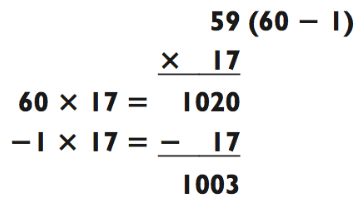 59 (60 – 1)
× 17
60 × 17 = 1020
–1 × 17 = – 17
1003